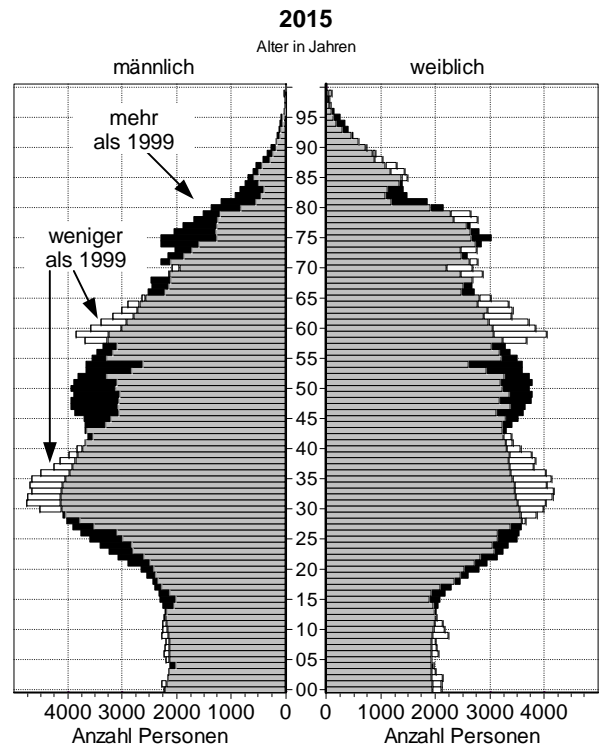 2015
Alter in Jahren
männlich
weiblich
mehr
als 1999
weniger
als 1999
95
90
85
80
75
70
65
60
55
50
45
40
35
30
25
20
15
10
05
00
4000 3000 2000 1000 0
0 1000 2000 3000 4000
Anzahl Personen
Anzahl Personen